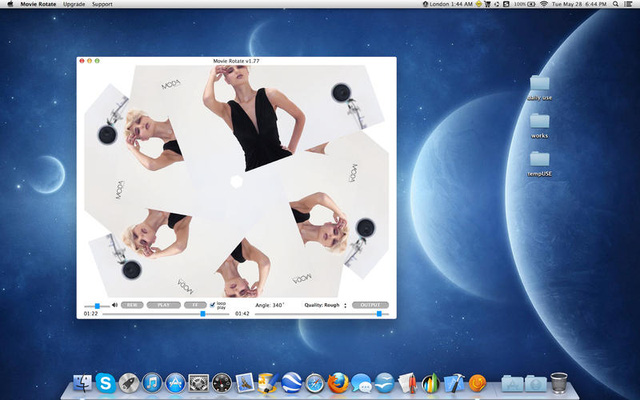 Movie Rotate Upgrade Support
London 1:44 AM 100% Tue May 28 6:44 PM
Movie Rotate v1.77
MODA
MODA
MODA
MODA
MODA
daily use
works
tempUSE
REW PLAY FF loop play Angle: 340° Quality: Rough OUTPUT
01:22 01:42